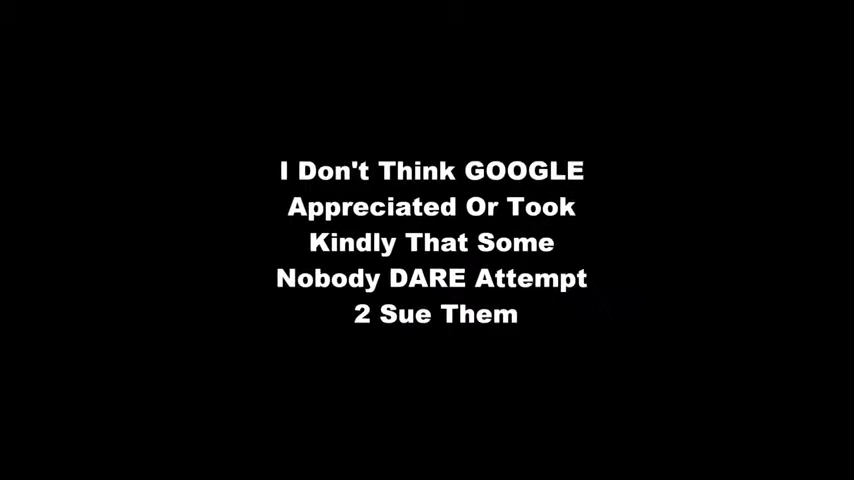 I Don't Think GOOGLE
Appreciated Or Took
Kindly That Some
Nobody DARE Attempt
2 Sue Them